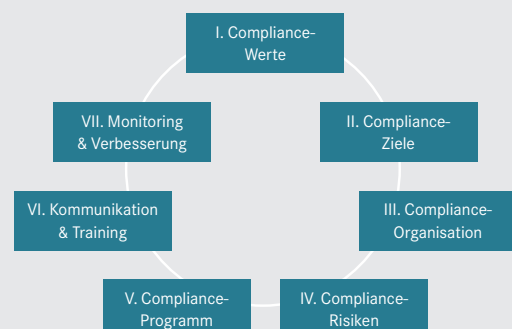 I. Compliance-
Werte
II. Compliance-
Ziele
III. Compliance-
Organisation
IV. Compliance-
Risiken
V. Compliance-
Programm
VI. Kommunikation
& Training
VII. Monitoring
& Verbesserung